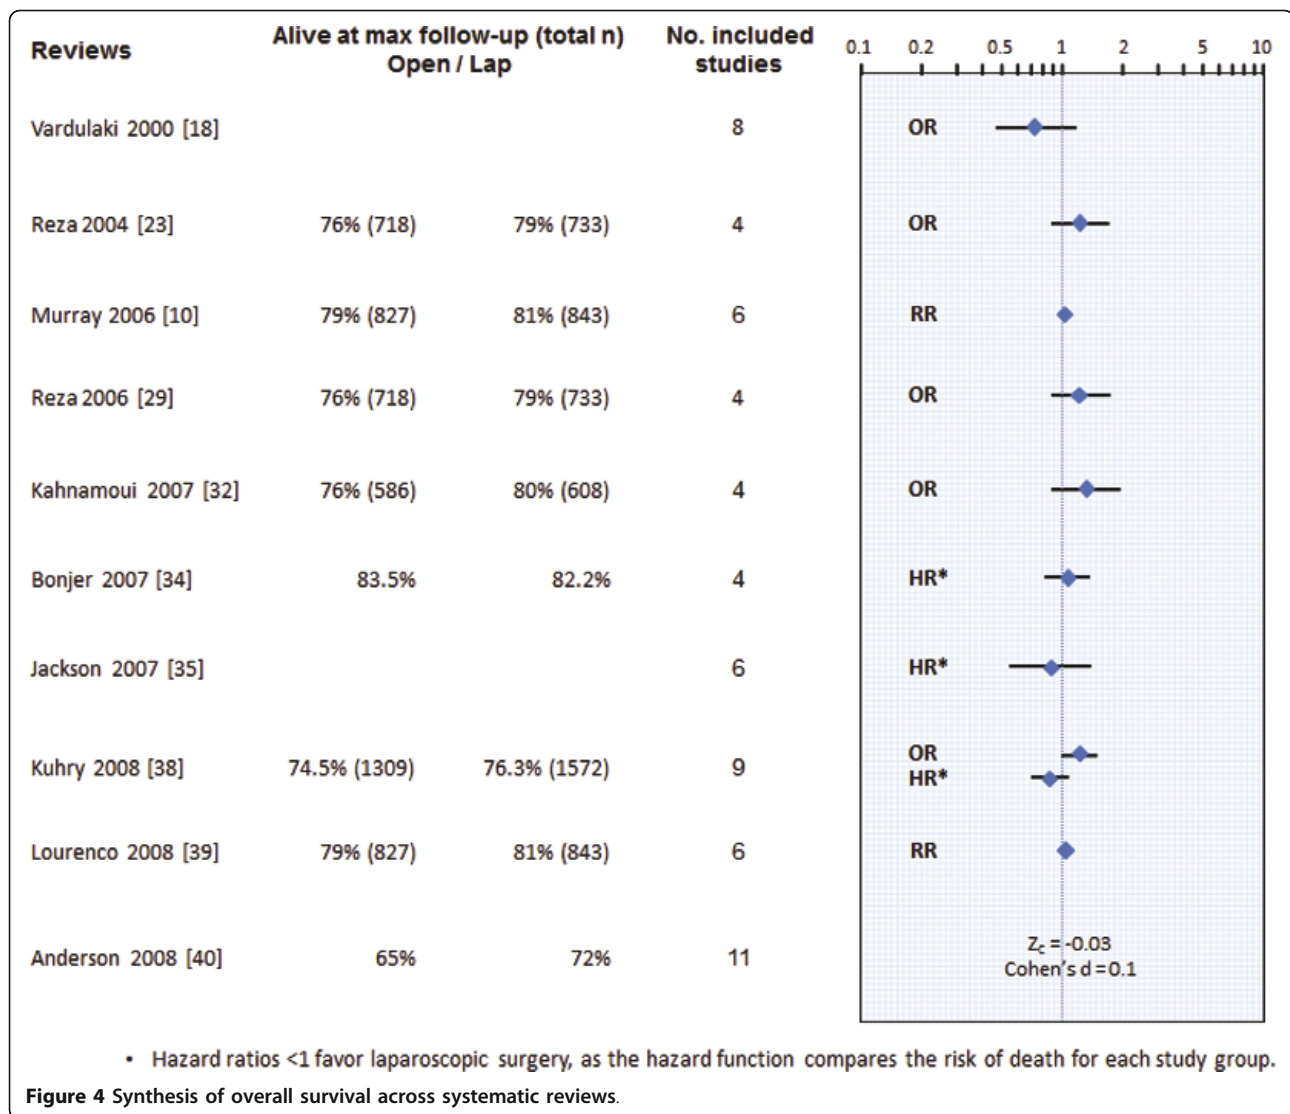 Reviews Alive at max follow-up (total n) No. included
Open / Lap studies
0.1 0.2 0.5 1 2 5 10
Vardulaki 2000 [18] 8 OR
Reza 2004 [23] 76% (718) 79% (733) 4 OR
Murray 2006 [10] 79% (827) 81% (843) 6 RR
Reza 2006 [29] 76% (718) 79% (733) 4 OR
Kahnamoui 2007 [32] 76% (586) 80% (608) 4 OR
Bonjer 2007 [34] 83.5% 82.2% 4 HR*
Jackson 2007 [35] 6 HR*
OR
Kuhry 2008 [38] 74.5% (1309) 76.3% (1572) 9
HR*
Lourenco 2008 [39] 79% (827) 81% (843) 6 RR
Anderson 2008 [40] 65% 72% 11
Zc = -0.03
Cohen's d = 0.1
• Hazard ratios <1 favor laparoscopic surgery, as the hazard function compares the risk of death for each study group.
Figure 4 Synthesis of overall survival across systematic reviews.